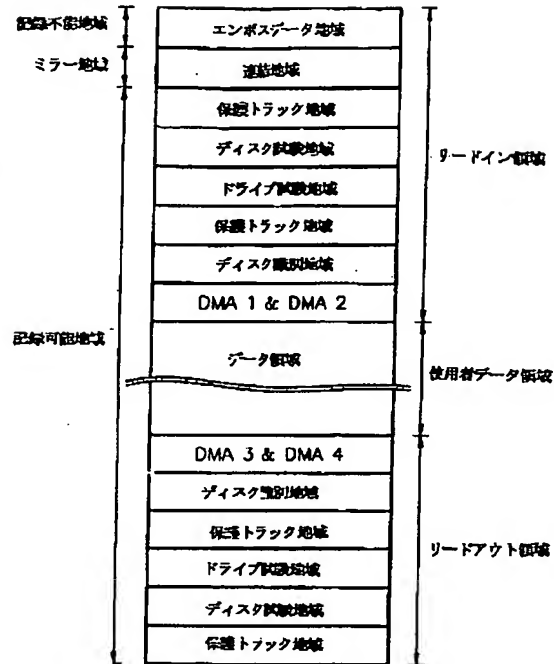 記録不能地域
エンボスデータ地域
ミラー地域
連結地域
保護トラック地域
ディスク試験地域
リードイン領域
ドライブ試験地域
保護トラック地域
ディスク識別地域
DMA 1 & DMA 2
記録可能地域
データ領域
使用者データ領域
DMA 3 & DMA 4
ディスク識別地域
保護トラック地域
リードアウト領域
ドライブ試験地域
ディスク試験地域
保護トラック地域